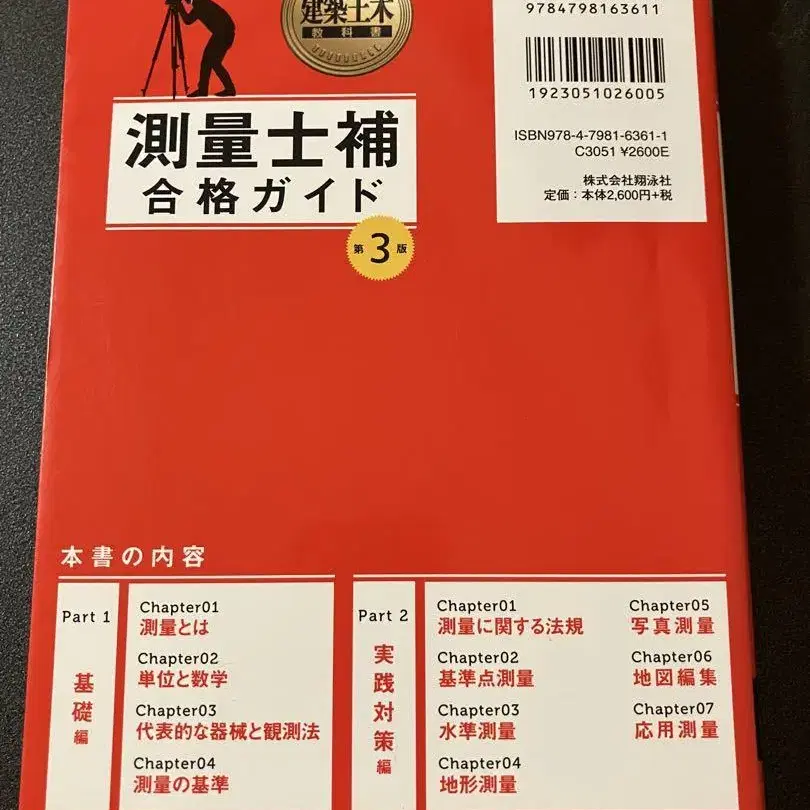 建築土木
教科書
測量士補
合格ガイド
第3版
9784798163611
1923051026005
ISBN978-4-7981-6361-1
C3051 ¥2600E
株式会社翔泳社
定価：本体2,600円+税
本書の内容
Part 1
基礎編
Chapter01
測量とは
Chapter02
単位と数学
Chapter03
代表的な器械と観測法
Chapter04
測量の基準
Part 2
実践対策編
Chapter01
測量に関する法規
Chapter02
基準点測量
Chapter03
水準測量
Chapter04
地形測量
Chapter05
写真測量
Chapter06
地図編集
Chapter07
応用測量